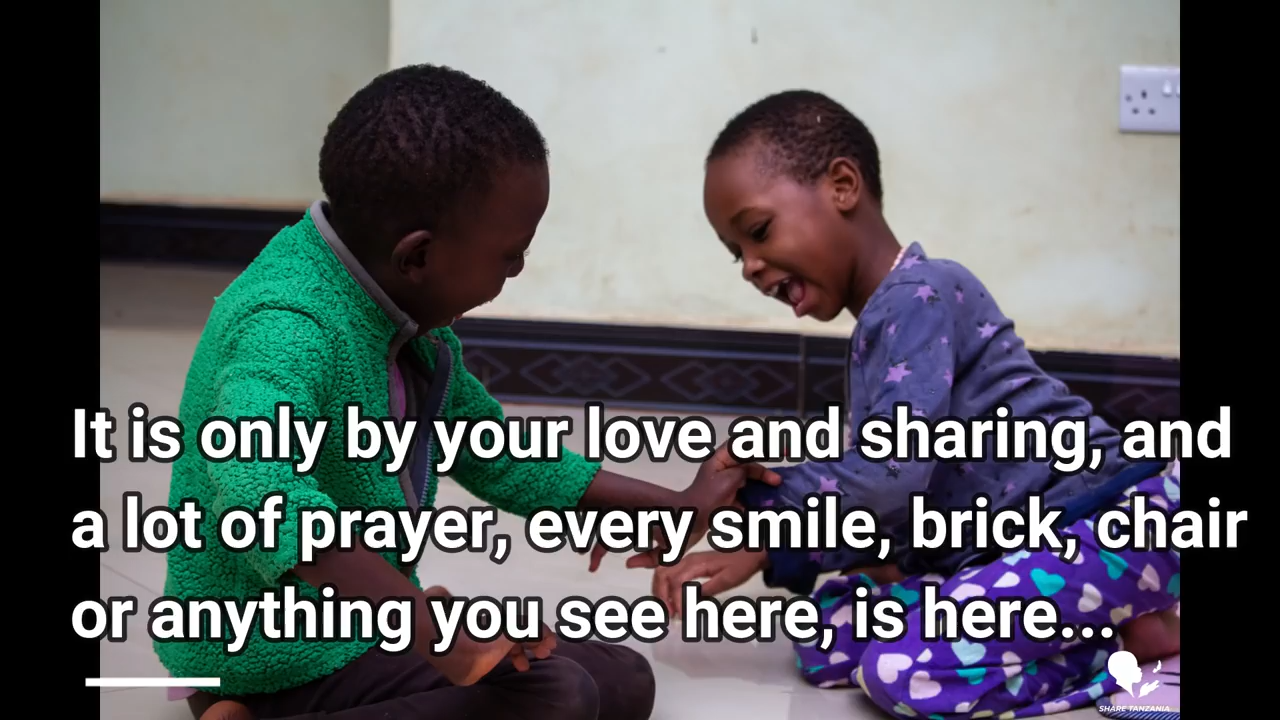 It is only by your love and sharing, and
a lot of prayer, every smile, brick, chair
or anything you see here, is here...
SHARE TANZANIA